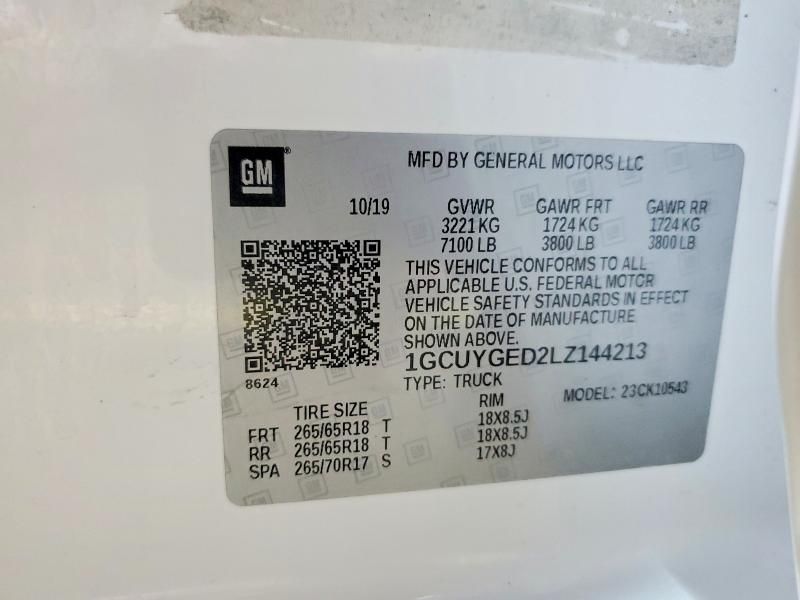 GM®
MFD BY GENERAL MOTORS LLC
10/19 GVWR GAWR FRT GAWR RR
3221 KG 1724 KG 1724 KG
7100 LB 3800 LB 3800 LB
THIS VEHICLE CONFORMS TO ALL
APPLICABLE U.S. FEDERAL MOTOR
VEHICLE SAFETY STANDARDS IN EFFECT
ON THE DATE OF MANUFACTURE
SHOWN ABOVE.
1GCUYGED2LZ144213
8624
TYPE: TRUCK MODEL: 23CK10543
TIRE SIZE RIM
FRT 265/65R18 T 18X8.5J
RR 265/65R18 T 18X8.5J
SPA 265/70R17 S 17X8J